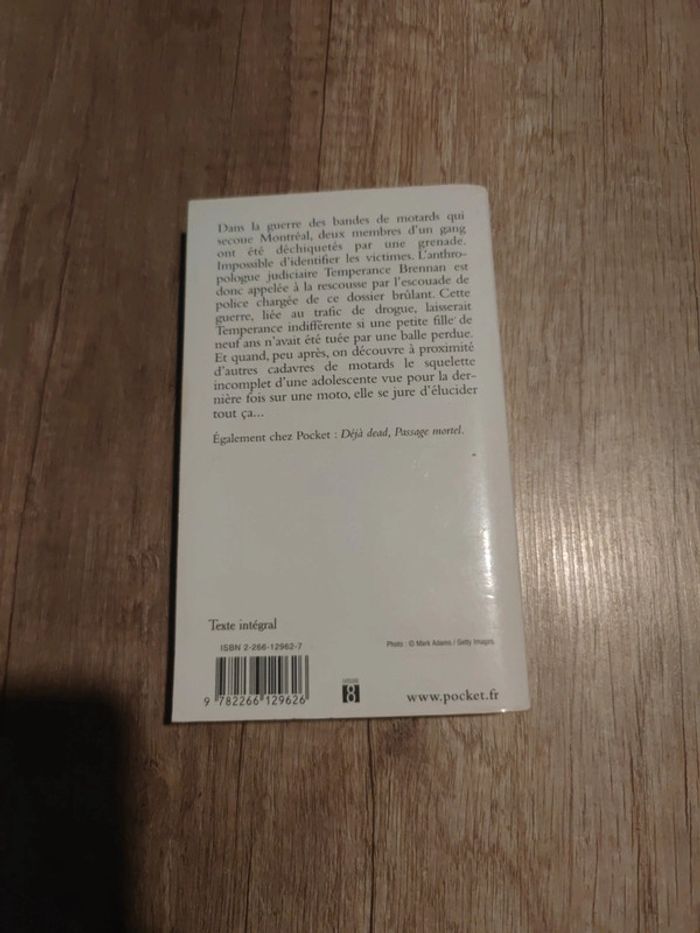 Dans la guerre des bandes de motards qui
secoue Montréal, deux membres d'un gang
ont été déchiquetés par une grenade.
Impossible d'identifier les victimes. L'anthro-
pologue judiciaire Temperance Brennan est
donc appelée à la rescousse par l'escouade de
police chargée de ce dossier brûlant. Cette
guerre, liée au trafic de drogue, laisserait
Temperance indifférente si une petite fille de
neuf ans n'avait été tuée par une balle perdue.
Et quand, peu après, on découvre à proximité
d'autres cadavres de motards le squelette
incomplet d'une adolescente vue pour la der-
nière fois sur une moto, elle se jure d'élucider
tout ça...
Également chez Pocket : Déjà dead, Passage mortel.
Texte intégral
ISBN 2-266-12962-7
Photo : © Mark Adams / Getty Images
9 782266 129626
8
www.pocket.fr